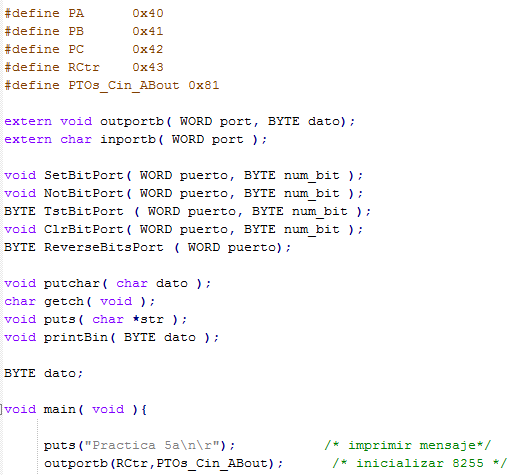 #define PA 0x40
#define PB 0x41
#define PC 0x42
#define RCtr 0x43
#define PTOs_Cin_ABout 0x81
extern void outportb( WORD port, BYTE dato);
extern char inportb( WORD port );
void SetBitPort( WORD puerto, BYTE num_bit );
void NotBitPort( WORD puerto, BYTE num_bit );
BYTE TstBitPort ( WORD puerto, BYTE num_bit );
void ClrBitPort( WORD puerto, BYTE num_bit );
BYTE ReverseBitsPort ( WORD puerto);
void putchar( char dato );
char getch( void );
void puts( char *str );
void printBin( BYTE dato );
BYTE dato;
void main( void ){
puts("Practica 5a\n\r"); /* imprimir mensaje*/
outportb(RCtr,PTOs_Cin_ABout); /* inicializar 8255 */